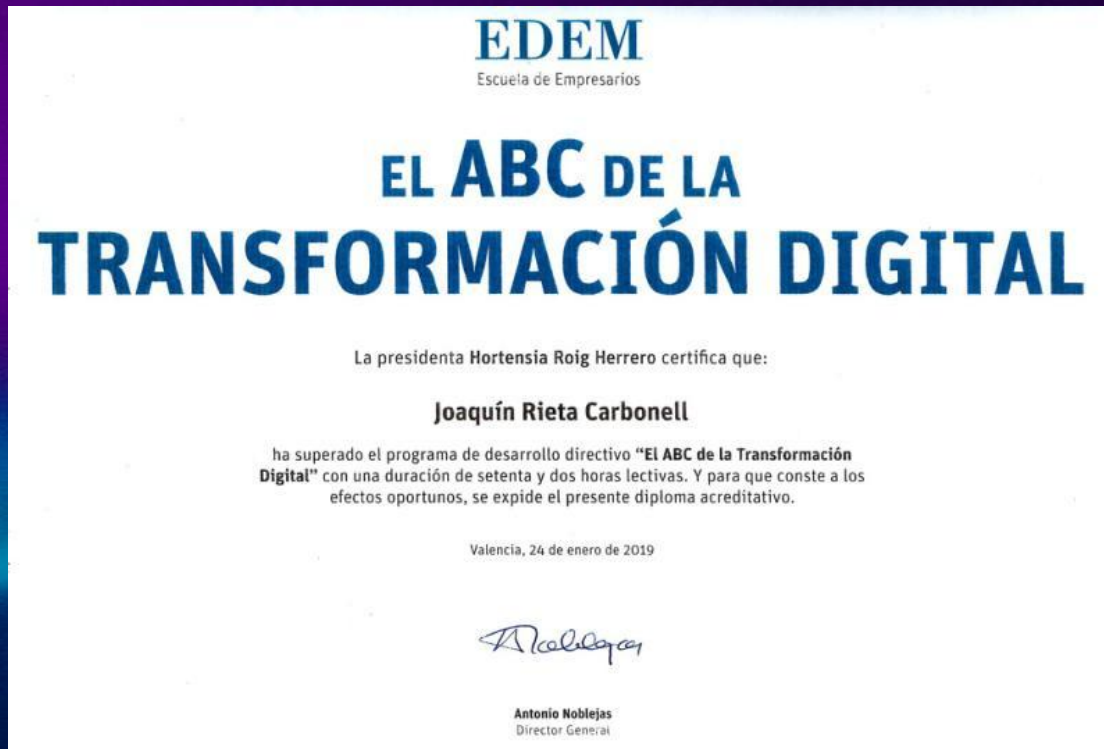 EDEM
Escuela de Empresarios
EL ABC DE LA
TRANSFORMACIÓN DIGITAL
La presidenta Hortensia Roig Herrero certifica que:
Joaquín Rieta Carbonell
ha superado el programa de desarrollo directivo “El ABC de la Transformación
Digital” con una duración de setenta y dos horas lectivas. Y para que conste a los
efectos oportunos, se expide el presente diploma acreditativo.
Valencia, 24 de enero de 2019
Antonio Noblejas
Director General